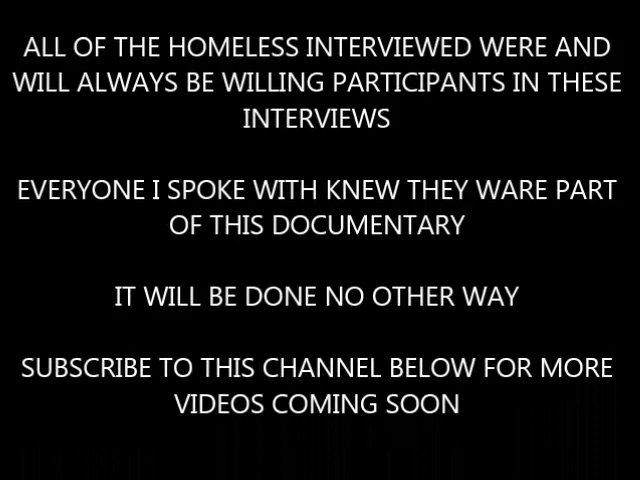 ALL OF THE HOMELESS INTERVIEWED WERE AND
WILL ALWAYS BE WILLING PARTICIPANTS IN THESE
INTERVIEWS
EVERYONE I SPOKE WITH KNEW THEY WARE PART
OF THIS DOCUMENTARY
IT WILL BE DONE NO OTHER WAY
SUBSCRIBE TO THIS CHANNEL BELOW FOR MORE
VIDEOS COMING SOON